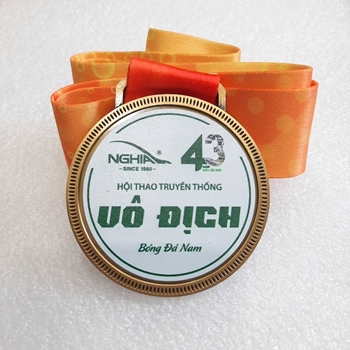 NGHIA
SINCE 1980
43
HỘI THAO TRUYỀN THỐNG
VÔ ĐỊCH
Bóng Đá Nam